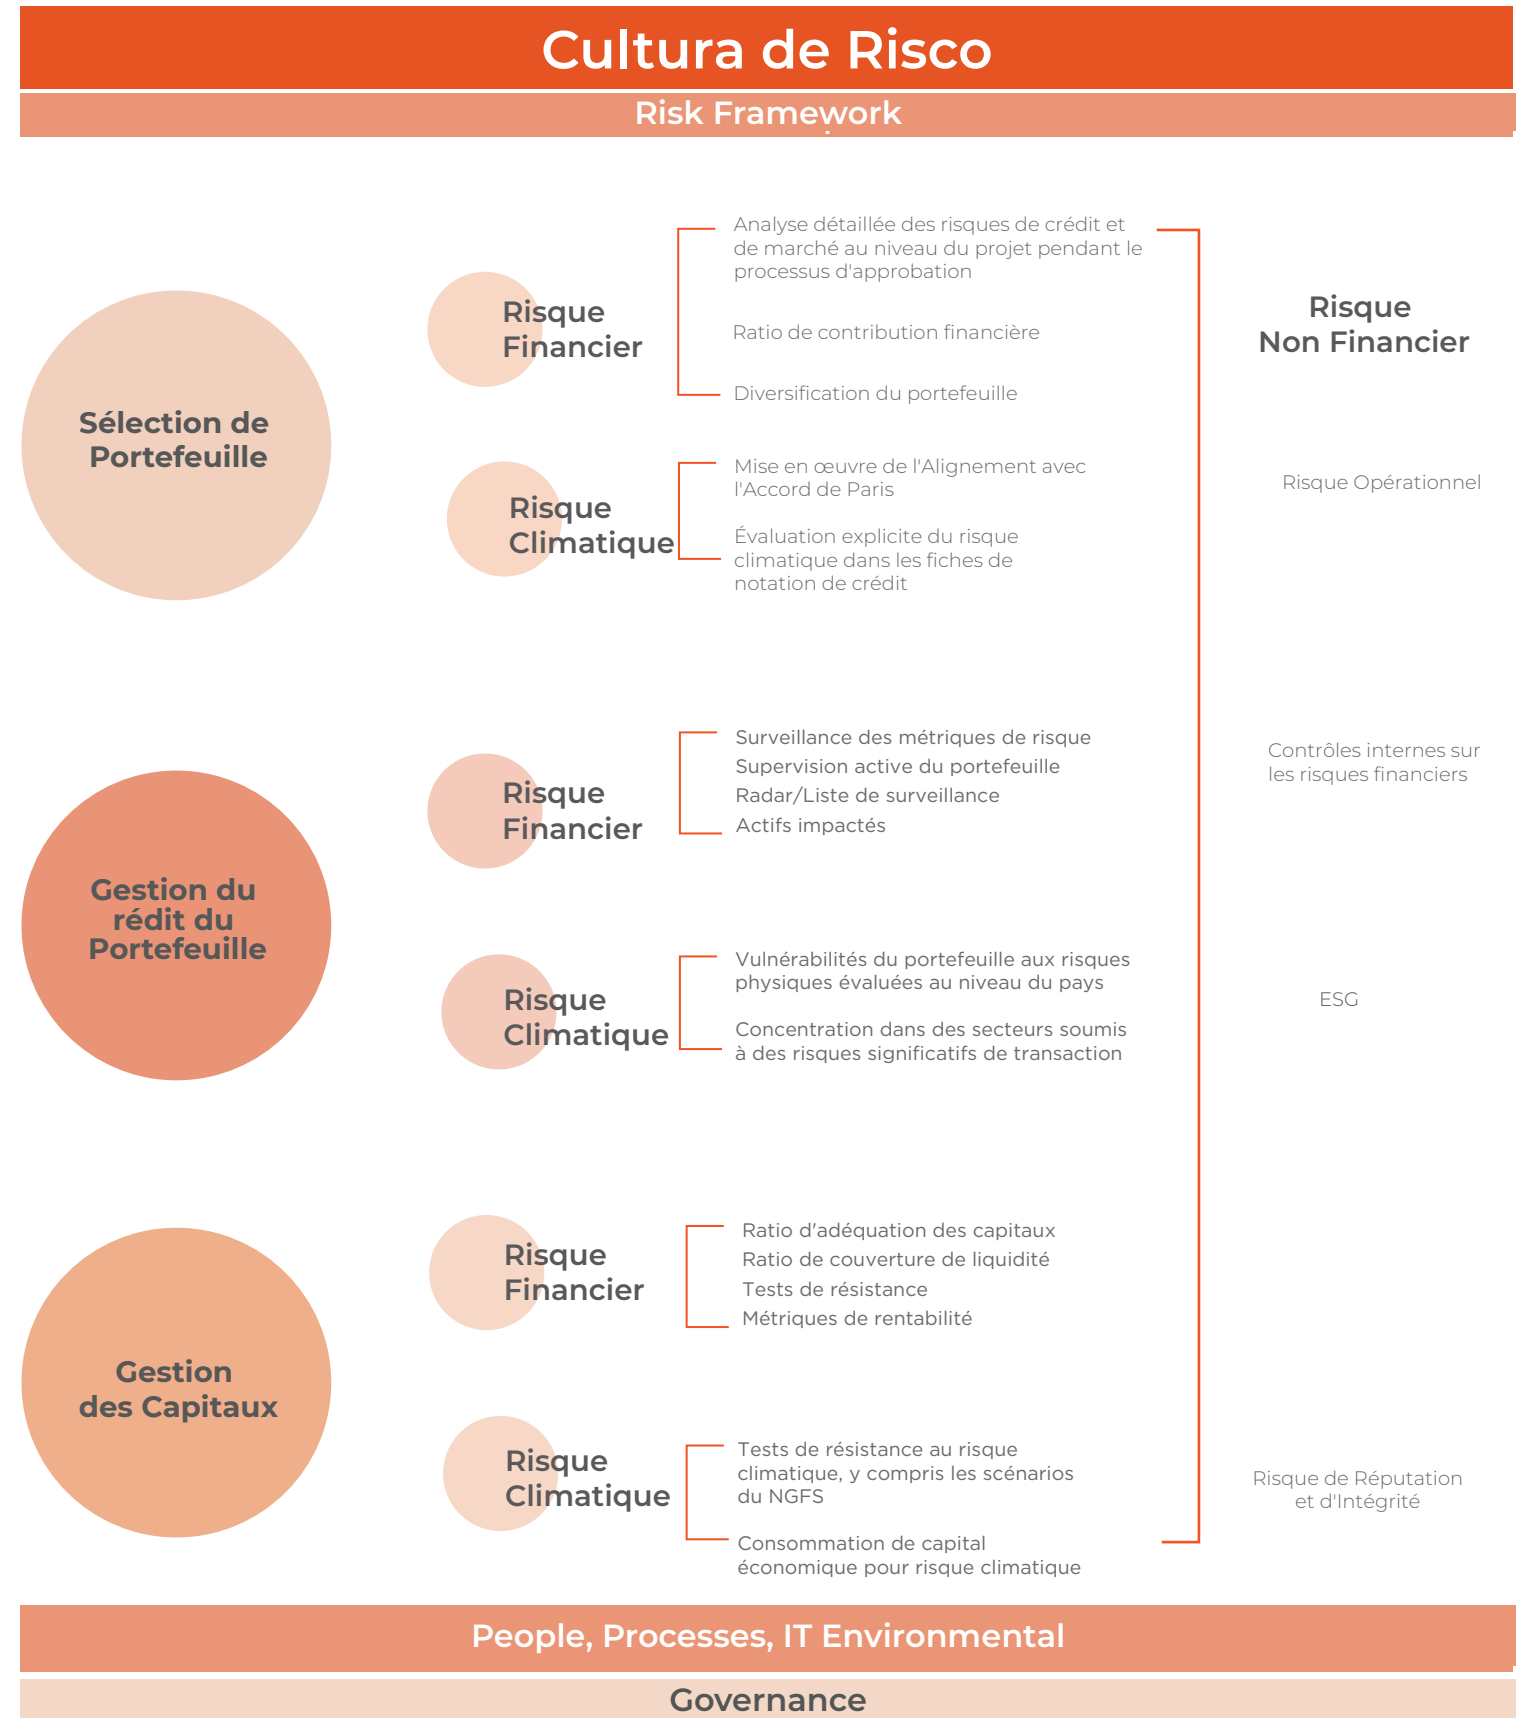 Cultura de Risco
Risk Framework
Sélection de
Portefeuille
Risque
Financier
Analyse détaillée des risques de crédit et
de marché au niveau du projet pendant le
processus d'approbation
Ratio de contribution financière
Diversification du portefeuille
Risque
Climatique
Mise en œuvre de l'Alignement avec
l'Accord de Paris
Évaluation explicite du risque
climatique dans les fiches de
notation de crédit
Gestion du
rédit du
Portefeuille
Risque
Financier
Surveillance des métriques de risque
Supervision active du portefeuille
Radar/Liste de surveillance
Actifs impactés
Risque
Climatique
Vulnérabilités du portefeuille aux risques
physiques évaluées au niveau du pays
Concentration dans des secteurs soumis
à des risques significatifs de transaction
Gestion
des Capitaux
Risque
Financier
Ratio d'adéquation des capitaux
Ratio de couverture de liquidité
Tests de résistance
Métriques de rentabilité
Risque
Climatique
Tests de résistance au risque
climatique, y compris les scénarios
du NGFS
Consommation de capital
économique pour risque climatique
Risque
Non Financier
Risque Opérationnel
Contrôles internes sur
les risques financiers
ESG
Risque de Réputation
et d'Intégrité
People, Processes, IT Environmental
Governance